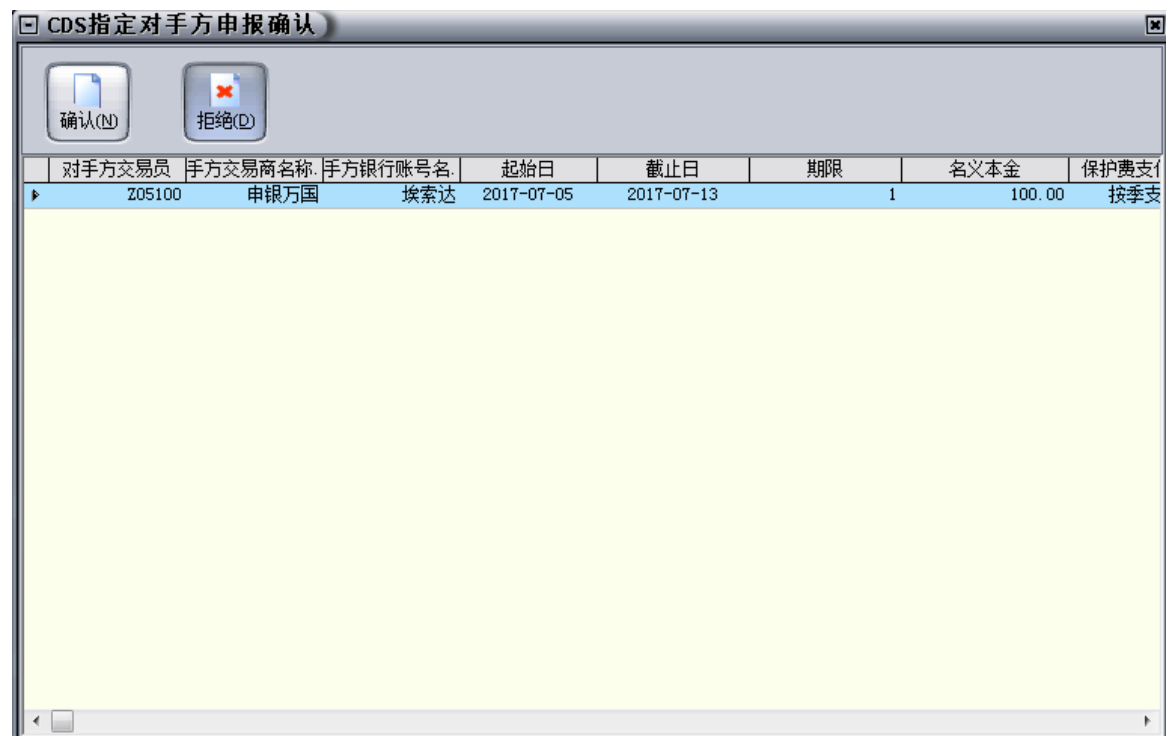 CDS指定对手方申报确认
确认(N) 拒绝(D)
对手方交易员 手方交易商名称. 手方银行账号名. 起始日 截止日 期限 名义本金 保护费支付
Z05100 申银万国 埃索达 2017-07-05 2017-07-13 1 100.00 按季支